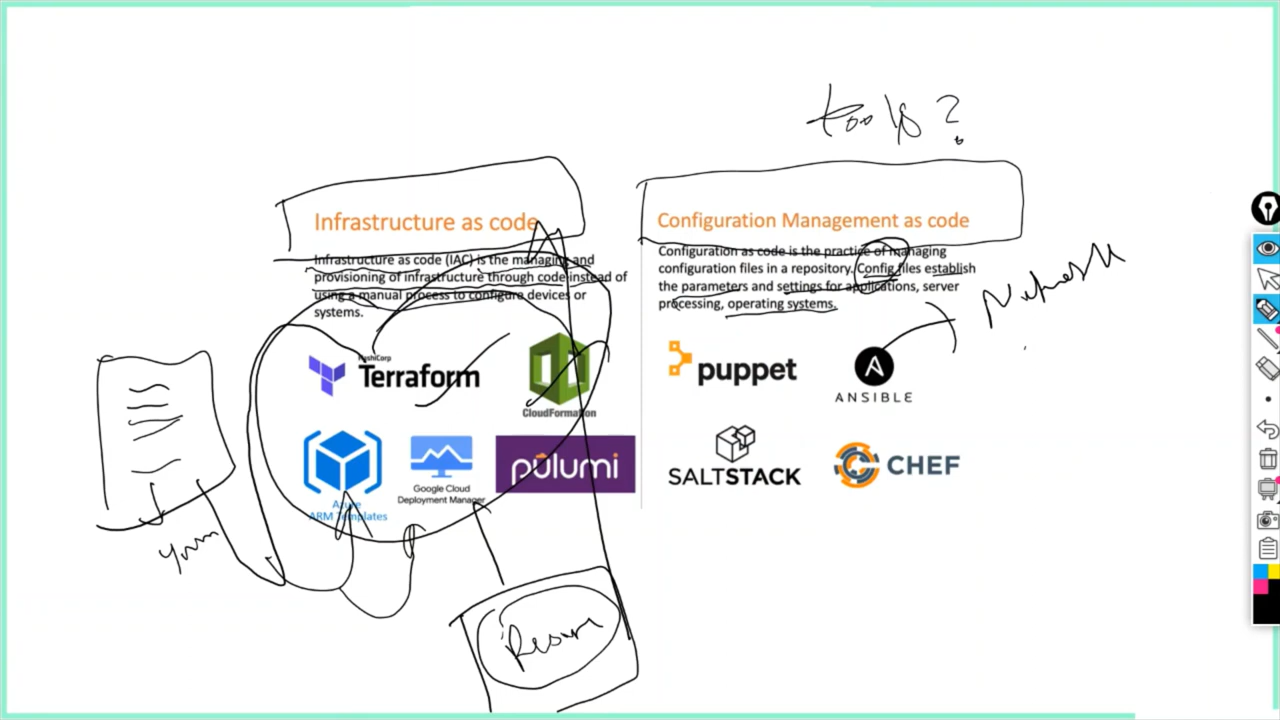 tools?
Infrastructure as code
Infrastructure as code (IAC) is the managing and
provisioning of infrastructure through code instead of
using a manual process to configure devices or
systems.
HashiCorp
Terraform
CloudFormation
Azure
ARM Templates
Google Cloud
Deployment Manager
pulumi
Configuration Management as code
Configuration as code is the practice of managing
configuration files in a repository. Config files establish
the parameters and settings for applications, server
processing, operating systems.
puppet
ANSIBLE
SALTSTACK
CHEF